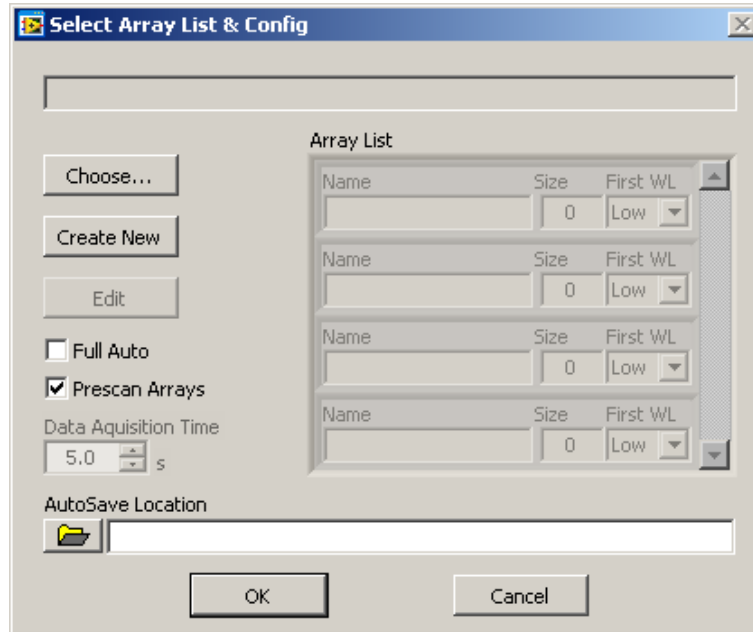 Select Array List & Config
Array List
Choose...
Create New
Edit
Full Auto
Prescan Arrays
Data Aquisition Time
5.0 s
Name Size First WL
0 Low
Name Size First WL
0 Low
Name Size First WL
0 Low
Name Size First WL
0 Low
AutoSave Location
OK Cancel